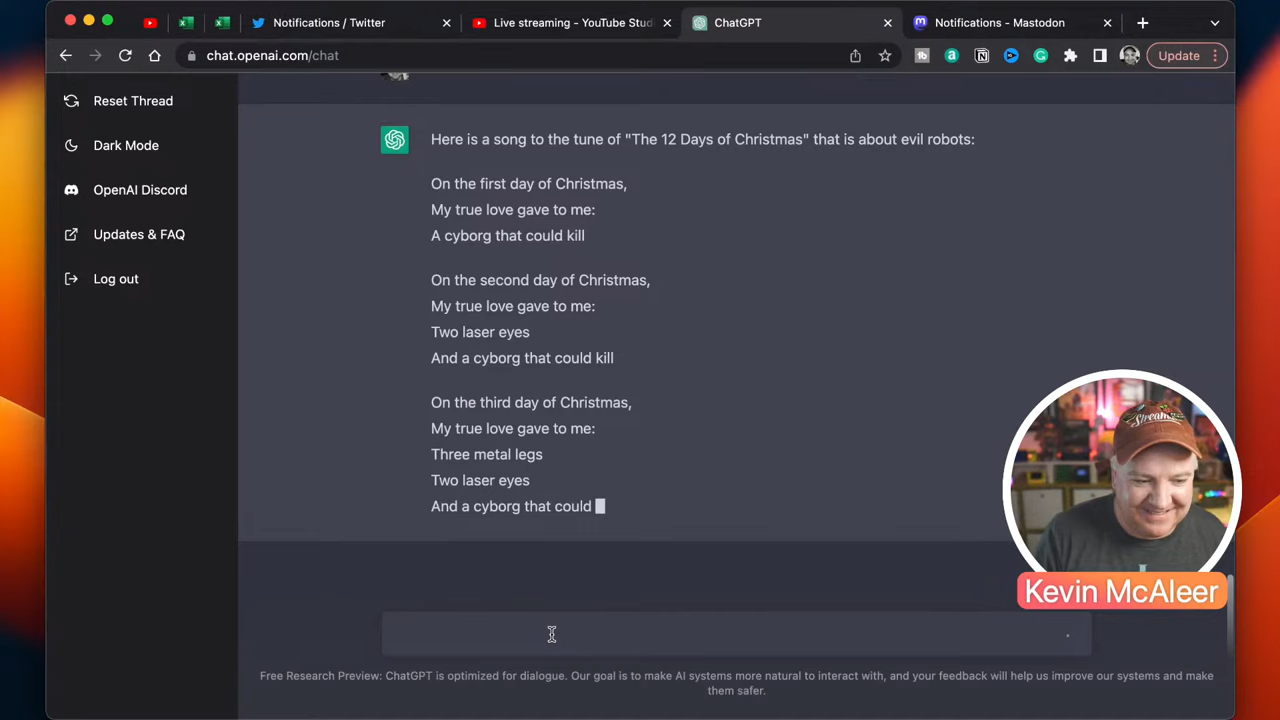 Notifications / Twitter
Live streaming - YouTube Stud
ChatGPT
Notifications - Mastodon
chat.openai.com/chat
Update
Reset Thread
Dark Mode
OpenAI Discord
Updates & FAQ
Log out
Here is a song to the tune of "The 12 Days of Christmas" that is about evil robots:
On the first day of Christmas,
My true love gave to me:
A cyborg that could kill
On the second day of Christmas,
My true love gave to me:
Two laser eyes
And a cyborg that could kill
On the third day of Christmas,
My true love gave to me:
Three metal legs
Two laser eyes
And a cyborg that could
Kevin McAleer
Free Research Preview: ChatGPT is optimized for dialogue. Our goal is to make AI systems more natural to interact with, and your feedback will help us improve our systems and make
them safer.